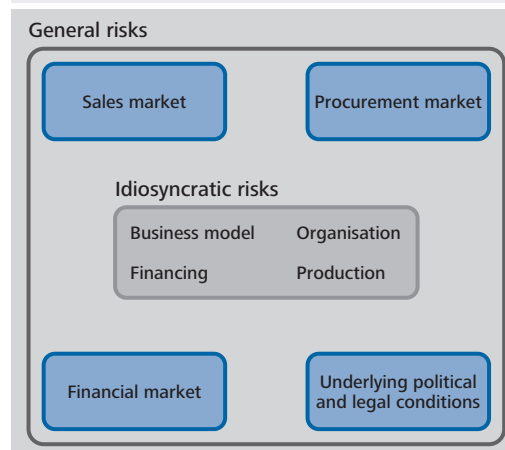 General risks
Sales market
Procurement market
Idiosyncratic risks
Business model
Organisation
Financing
Production
Financial market
Underlying political
and legal conditions